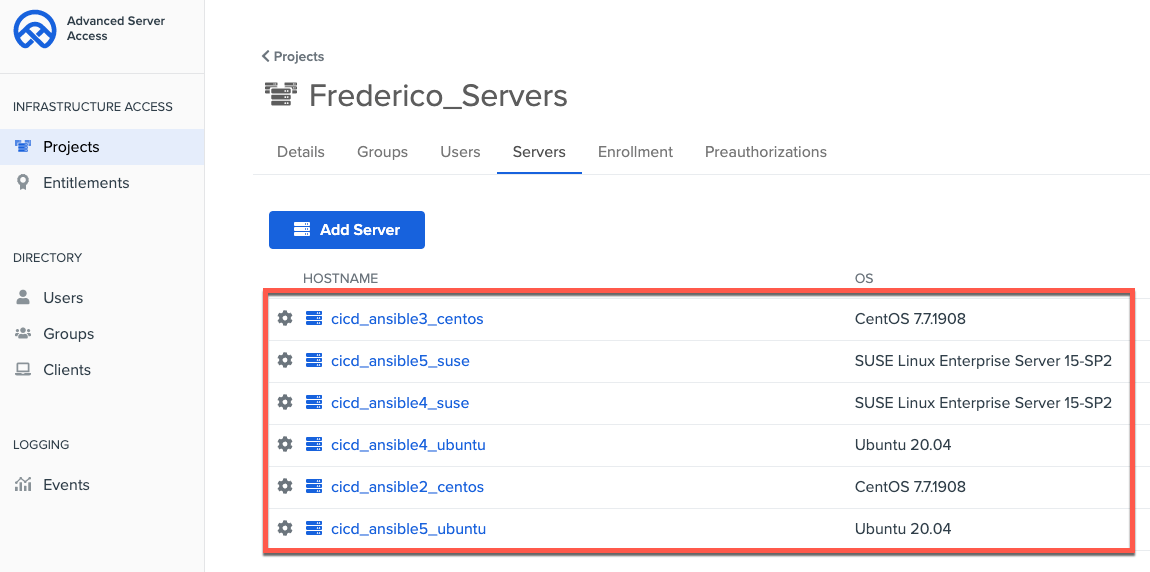 Advanced Server
Access
INFRASTRUCTURE ACCESS
Projects
Entitlements
DIRECTORY
Users
Groups
Clients
LOGGING
Events
Projects
Frederico_Servers
Details Groups Users Servers Enrollment Preauthorizations
Add Server
HOSTNAME OS
cicd_ansible3_centos CentOS 7.7.1908
cicd_ansible5_suse SUSE Linux Enterprise Server 15-SP2
cicd_ansible4_suse SUSE Linux Enterprise Server 15-SP2
cicd_ansible4_ubuntu Ubuntu 20.04
cicd_ansible2_centos CentOS 7.7.1908
cicd_ansible5_ubuntu Ubuntu 20.04